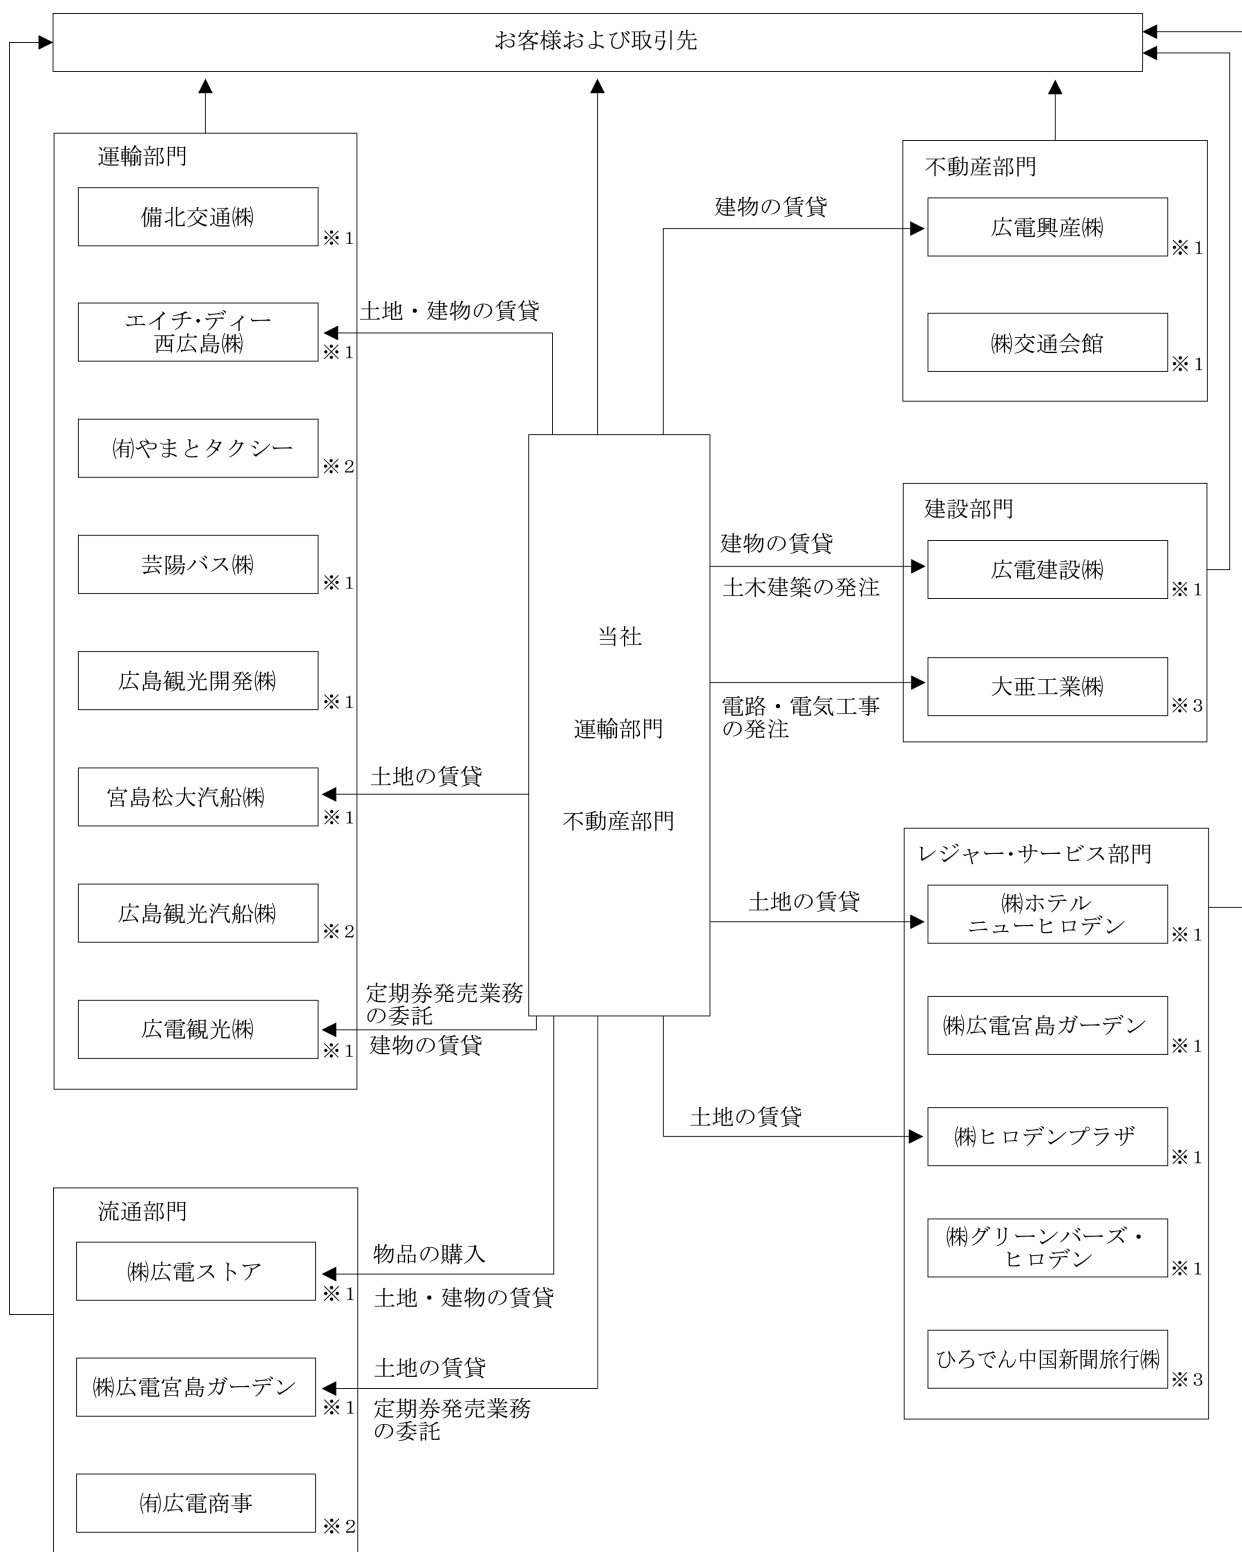 お客様および取引先
運輸部門
備北交通㈱
※1
エイチ・ディー
西広島㈱
※1
㈲やまとタクシー
※2
芸陽バス㈱
※1
広島観光開発㈱
※1
宮島松大汽船㈱
※1
広島観光汽船㈱
※2
広電観光㈱
※1
流通部門
㈱広電ストア
※1
㈱広電宮島ガーデン
※1
㈲広電商事
※2
土地・建物の賃貸
土地の賃貸
定期券発売業務
の委託
建物の賃貸
物品の購入
土地・建物の賃貸
土地の賃貸
定期券発売業務
の委託
当社
運輸部門
不動産部門
建物の賃貸
建物の賃貸
土木建築の発注
電路・電気工事
の発注
土地の賃貸
土地の賃貸
不動産部門
広電興産㈱
※1
㈱交通会館
※1
建設部門
広電建設㈱
※1
大亜工業㈱
※3
レジャー・サービス部門
㈱ホテル
ニューヒロデン
※1
㈱広電宮島ガーデン
※1
㈱ヒロデンプラザ
※1
㈱グリーンバーズ・
ヒロデン
※1
ひろでん中国新聞旅行㈱
※3